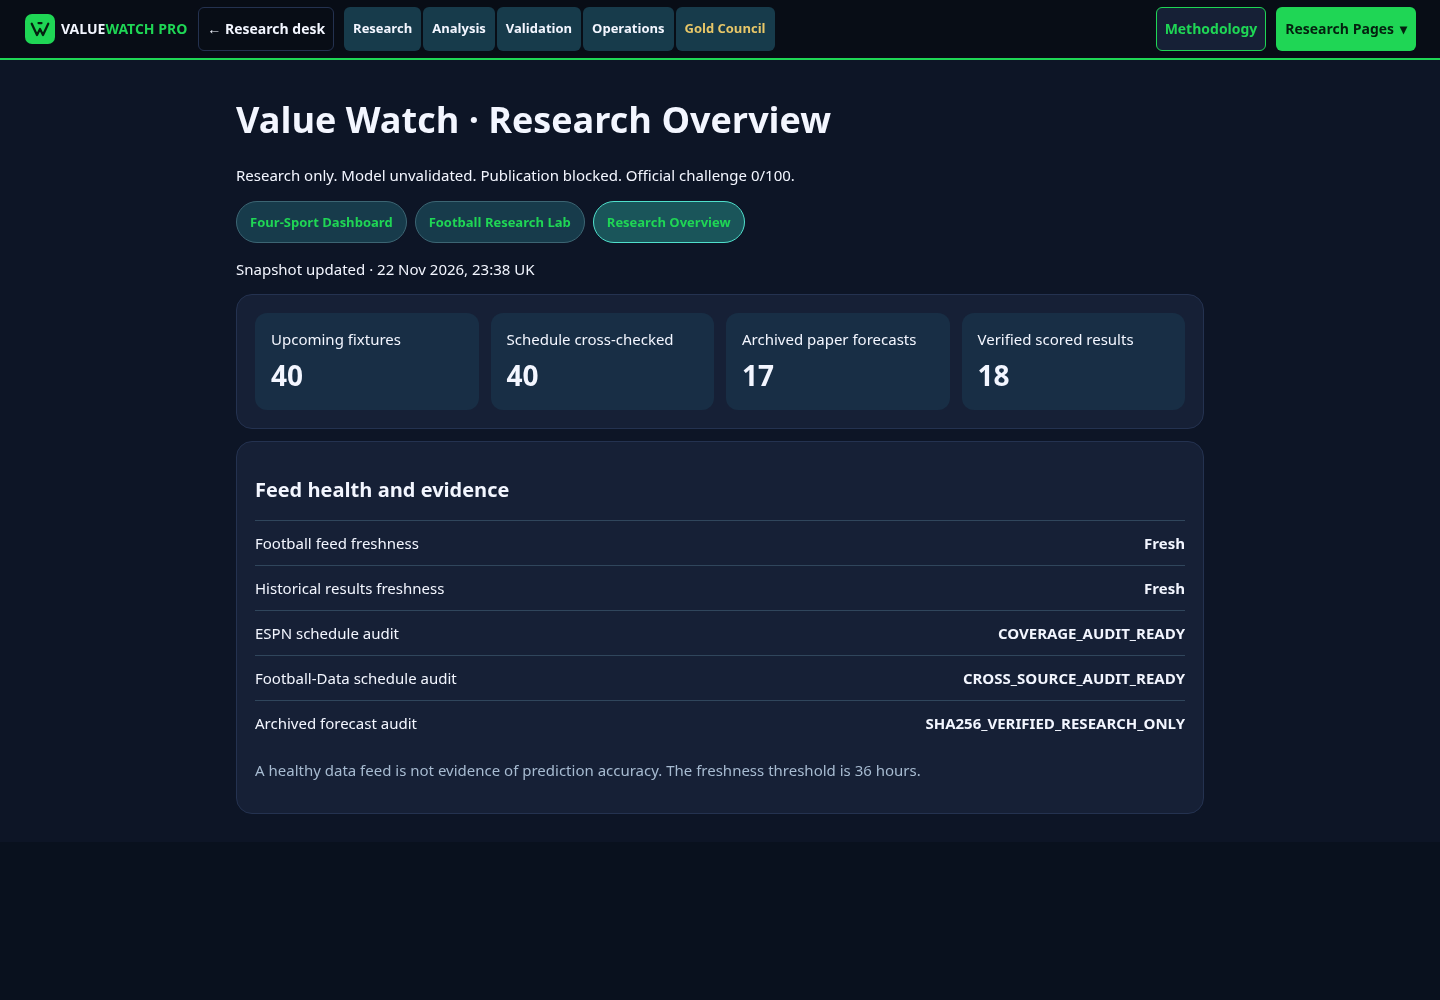 VALUEWATCH PRO
← Research desk
Research
Analysis
Validation
Operations
Gold Council
Methodology
Research Pages ▾
Value Watch · Research Overview
Research only. Model unvalidated. Publication blocked. Official challenge 0/100.
Four-Sport Dashboard
Football Research Lab
Research Overview
Snapshot updated · 22 Nov 2026, 23:38 UK
Upcoming fixtures
40
Schedule cross-checked
40
Archived paper forecasts
17
Verified scored results
18
Feed health and evidence
Football feed freshness Fresh
Historical results freshness Fresh
ESPN schedule audit COVERAGE_AUDIT_READY
Football-Data schedule audit CROSS_SOURCE_AUDIT_READY
Archived forecast audit SHA256_VERIFIED_RESEARCH_ONLY
A healthy data feed is not evidence of prediction accuracy. The freshness threshold is 36 hours.